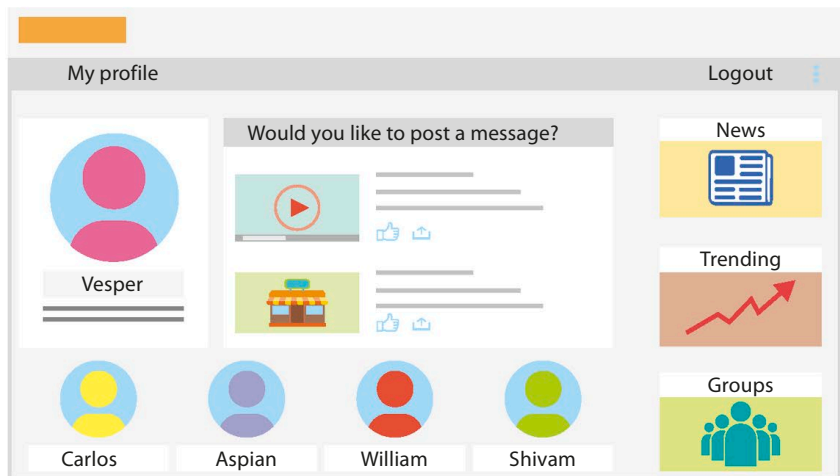 My profile
Logout
Would you like to post a message?
News
Vesper
Trending
Groups
Carlos
Aspian
William
Shivam